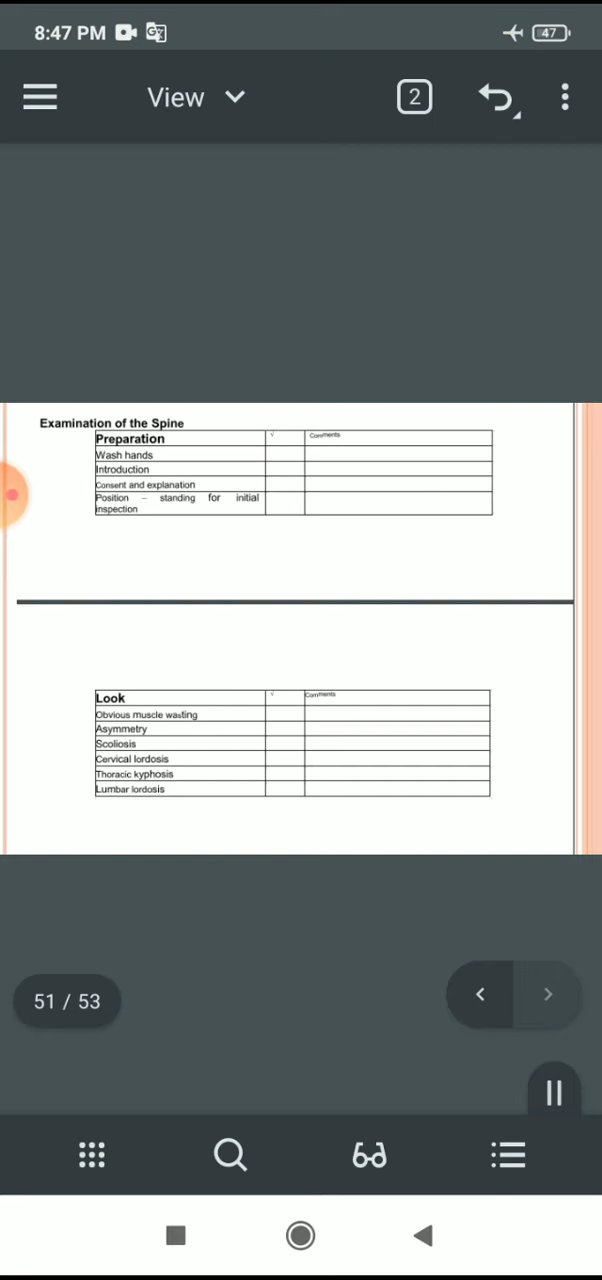 8:47 PM
47
View
2
Examination of the Spine
Preparation √ Comments
Wash hands
Introduction
Consent and explanation
Position – standing for initial
inspection
Look √ Comments
Obvious muscle wasting
Asymmetry
Scoliosis
Cervical lordosis
Thoracic kyphosis
Lumbar lordosis
51 / 53